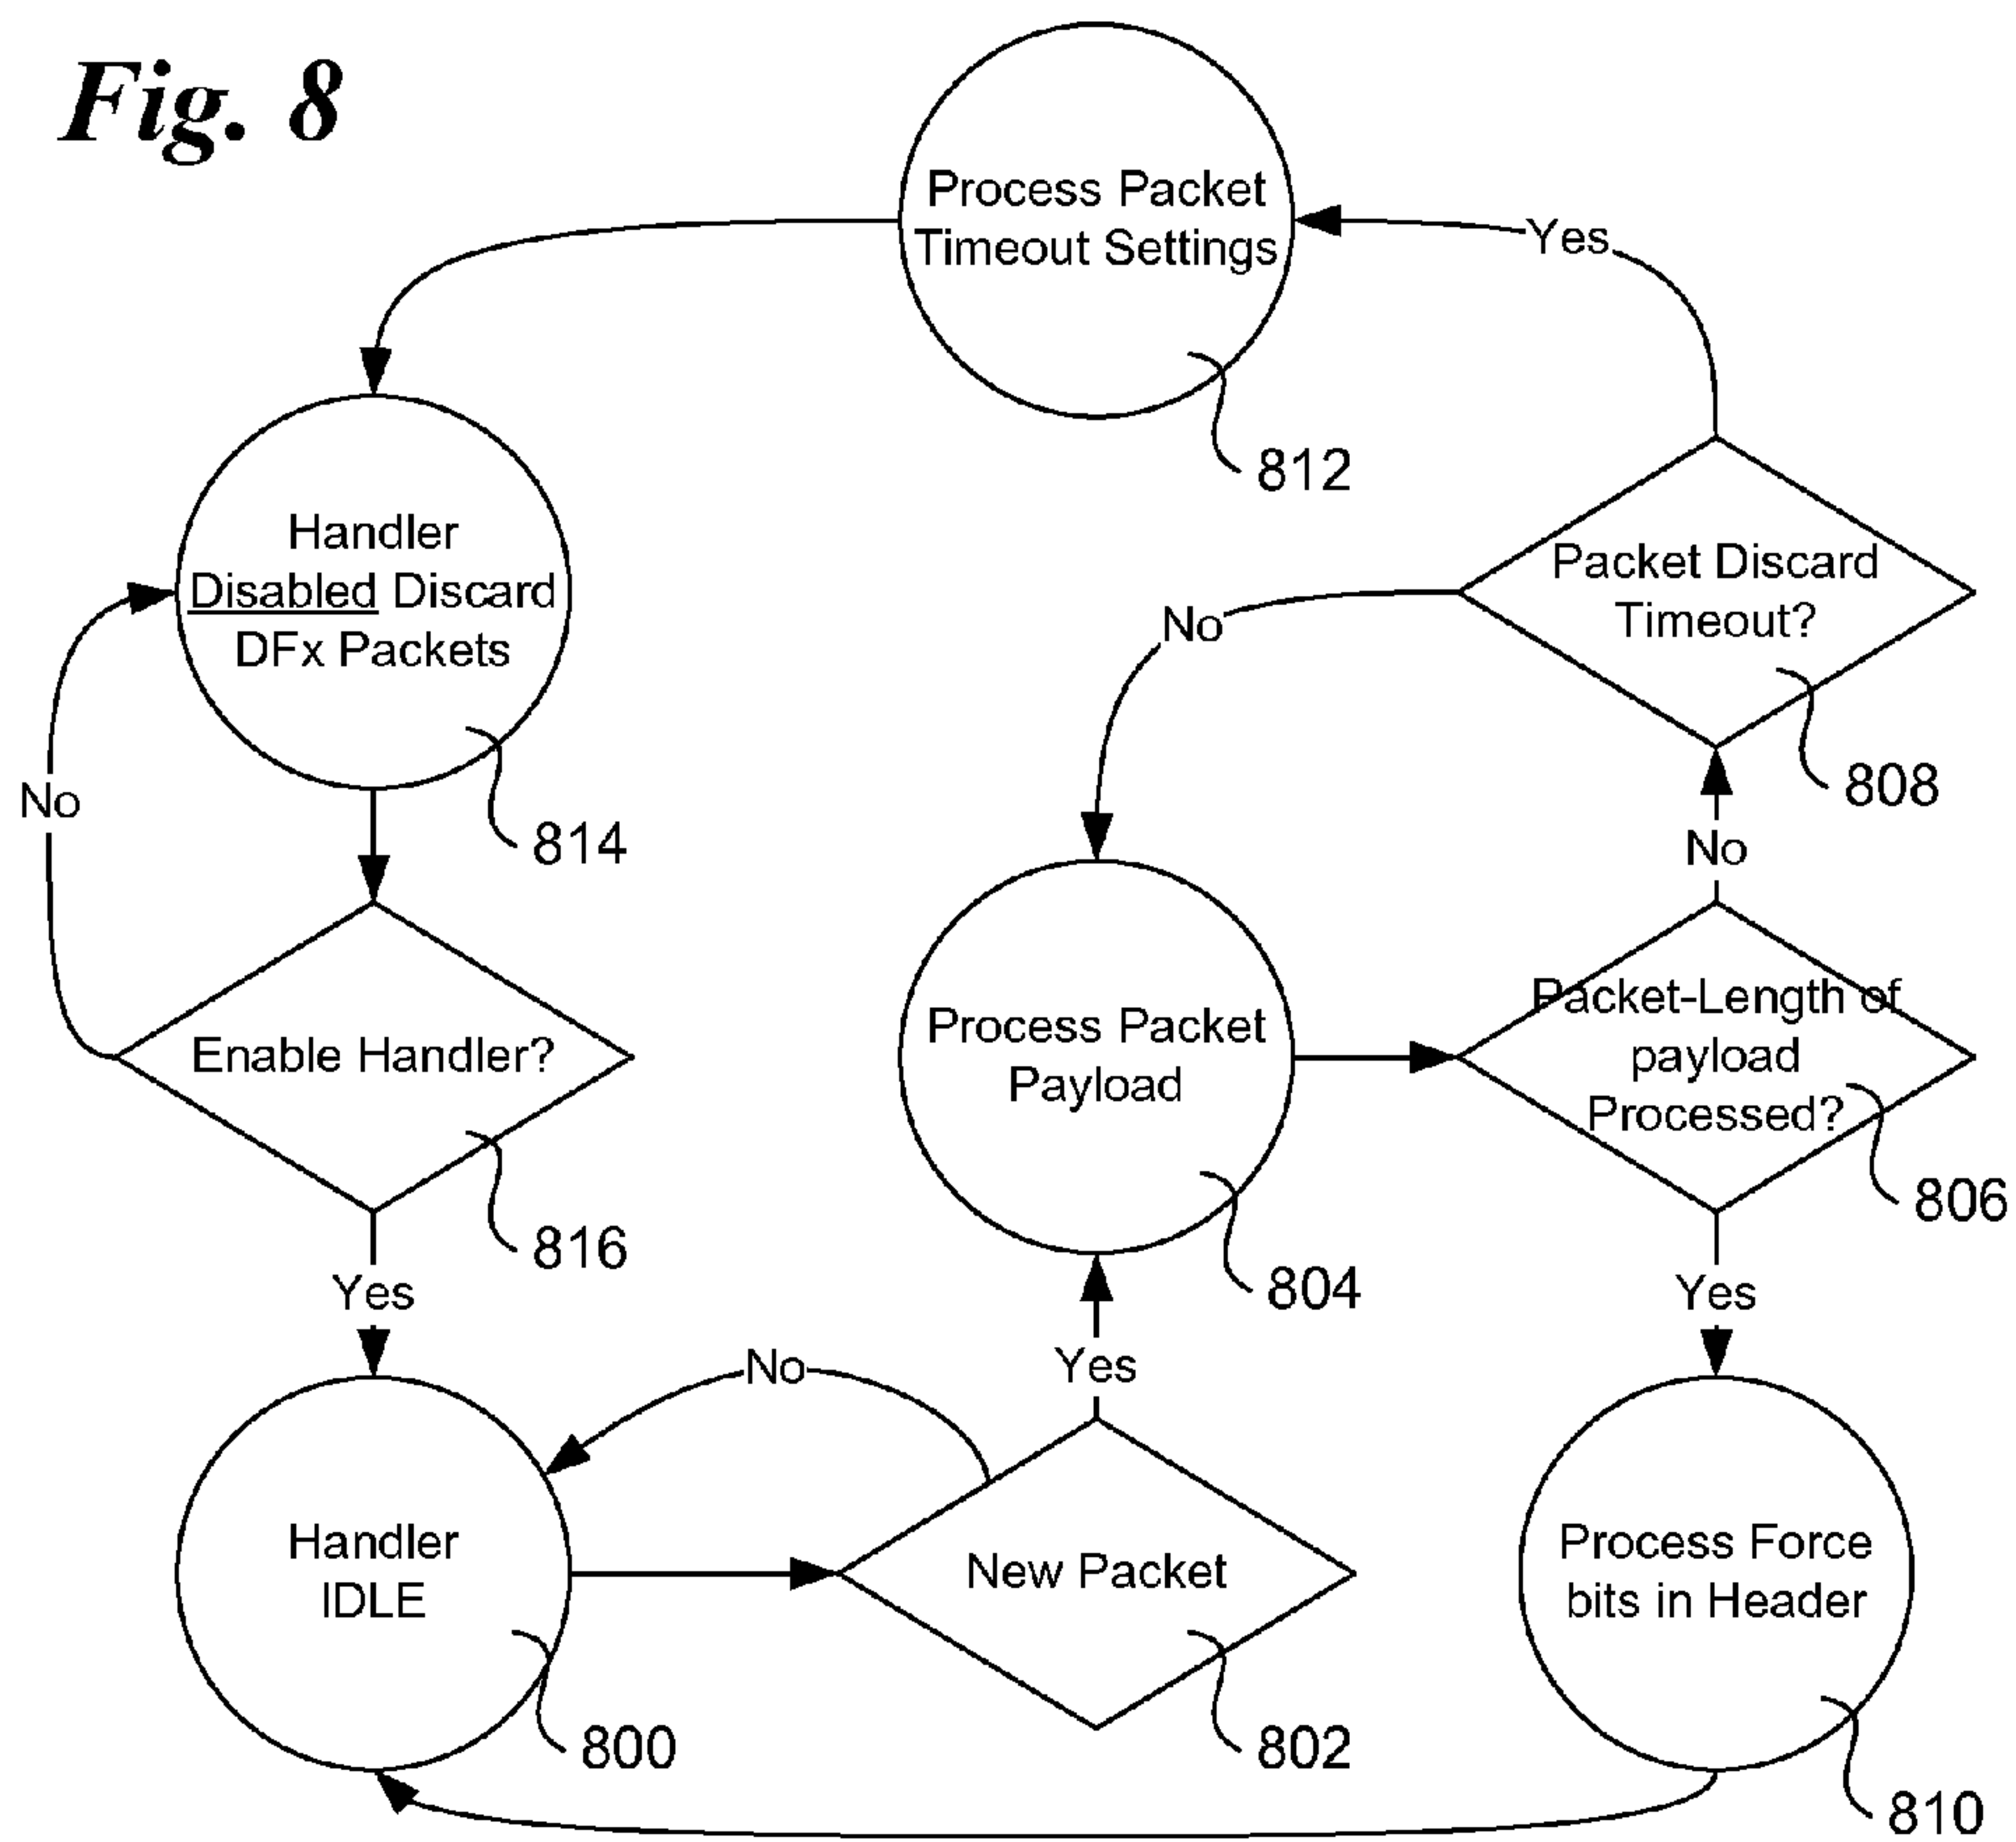 Fig. 8
Process Packet
Timeout Settings
812
Yes
Handler
Disabled Discard
DFx Packets
814
No
Packet Discard
Timeout?
808
No
No
Enable Handler?
816
Yes
Process Packet
Payload
804
Packet-Length of
payload
Processed?
806
Yes
Yes
No
Handler
IDLE
800
New Packet
802
Process Force
bits in Header
810